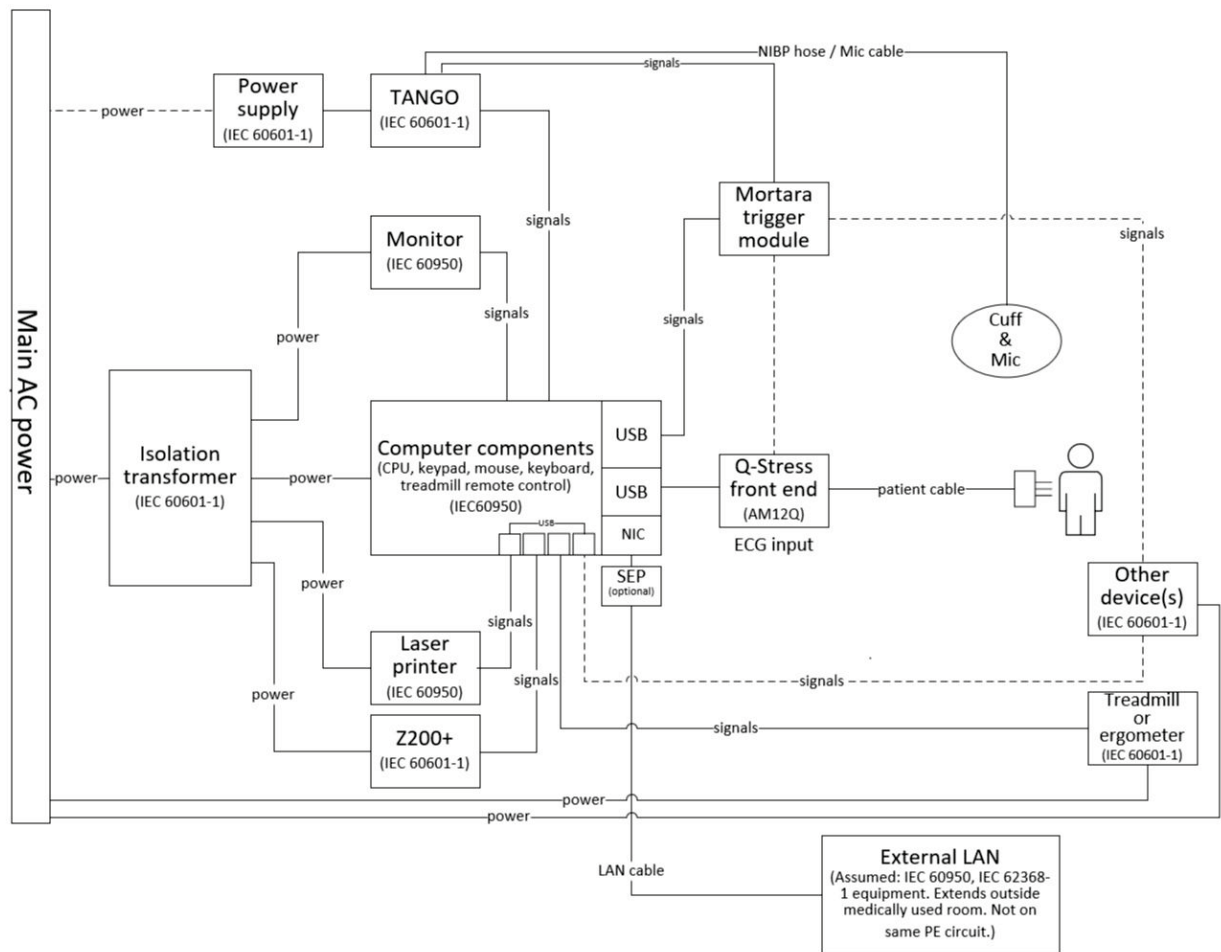 Main AC power
power
Power
supply
(IEC 60601-1)
TANGO
(IEC 60601-1)
NIBP hose / Mic cable
signals
signals
Mortara
trigger
module
signals
Monitor
(IEC 60950)
signals
power
signals
Cuff
&
Mic
Isolation
transformer
(IEC 60601-1)
power
power
Computer components
(CPU, keypad, mouse, keyboard,
treadmill remote control)
(IEC60950)
USB
USB
USB
NIC
SEP
(optional)
Q-Stress
front end
(AM12Q)
ECG input
patient cable
Other
device(s)
(IEC 60601-1)
power
signals
Laser
printer
(IEC 60950)
signals
signals
power
Z200+
(IEC 60601-1)
signals
Treadmill
or
ergometer
(IEC 60601-1)
power
power
LAN cable
External LAN
(Assumed: IEC 60950, IEC 62368-
1 equipment. Extends outside
medically used room. Not on
same PE circuit.)